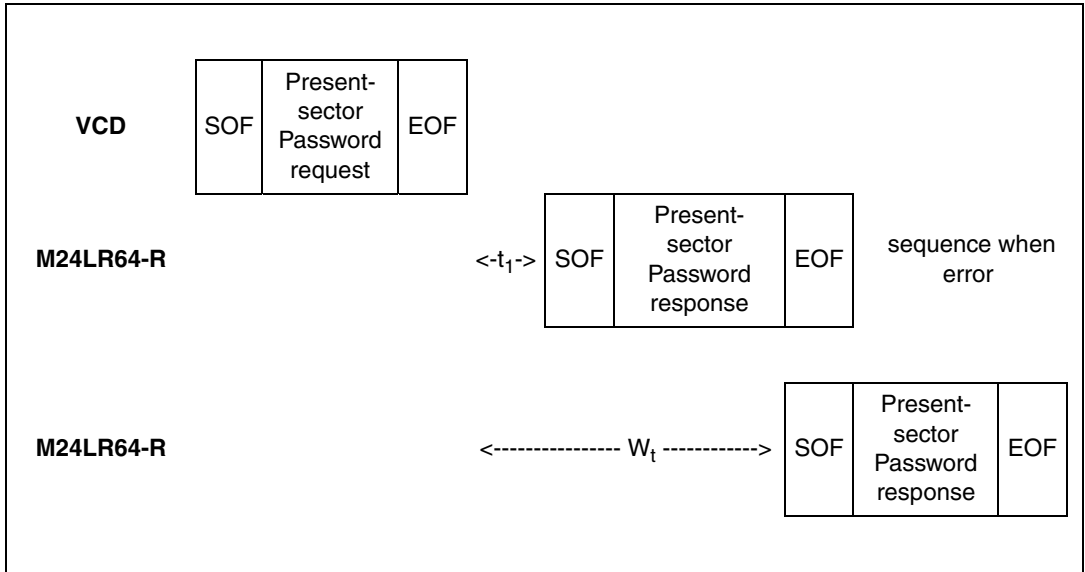 VCD
SOF
Present-
sector
Password
request
EOF
M24LR64-R
<-t1->
SOF
Present-
sector
Password
response
EOF
sequence when
error
M24LR64-R
<---------------- Wt ------------>
SOF
Present-
sector
Password
response
EOF